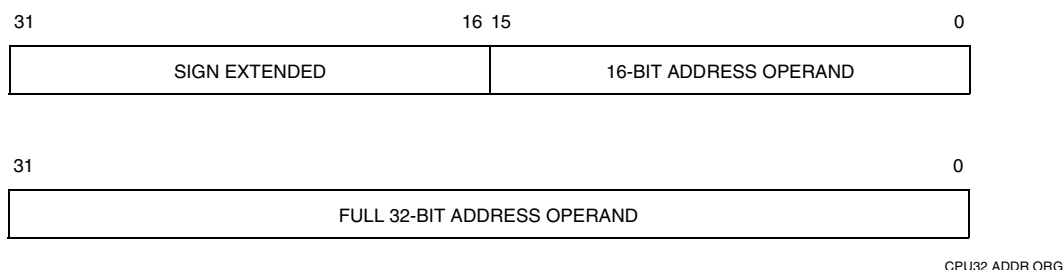 31 16 15 0
SIGN EXTENDED 16-BIT ADDRESS OPERAND
31 0
FULL 32-BIT ADDRESS OPERAND
CPU32 ADDR ORG